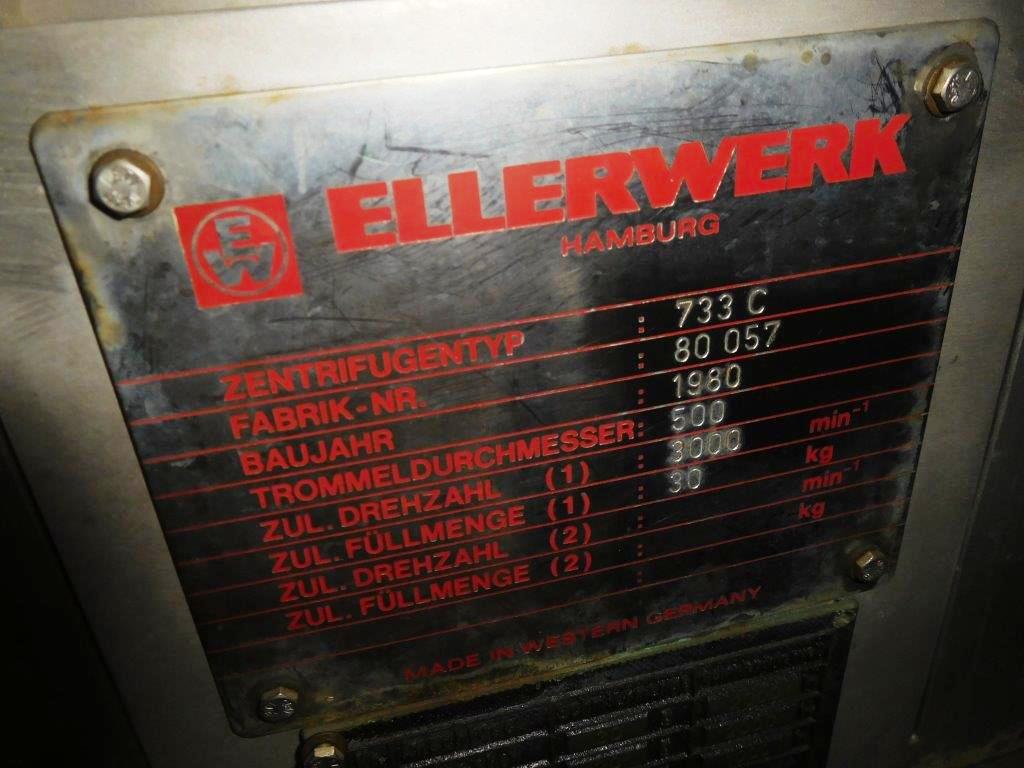 EW
ELLERWERK
HAMBURG
ZENTRIFUGENTYP : 733 C
FABRIK-NR. : 80 057
BAUJAHR : 1980
TROMMELDURCHMESSER: 500
ZUL. DREHZAHL (1) : 3000 min⁻¹
ZUL. FÜLLMENGE (1) : 30 kg
ZUL. DREHZAHL (2) : min⁻¹
ZUL. FÜLLMENGE (2) : kg
MADE IN WESTERN GERMANY